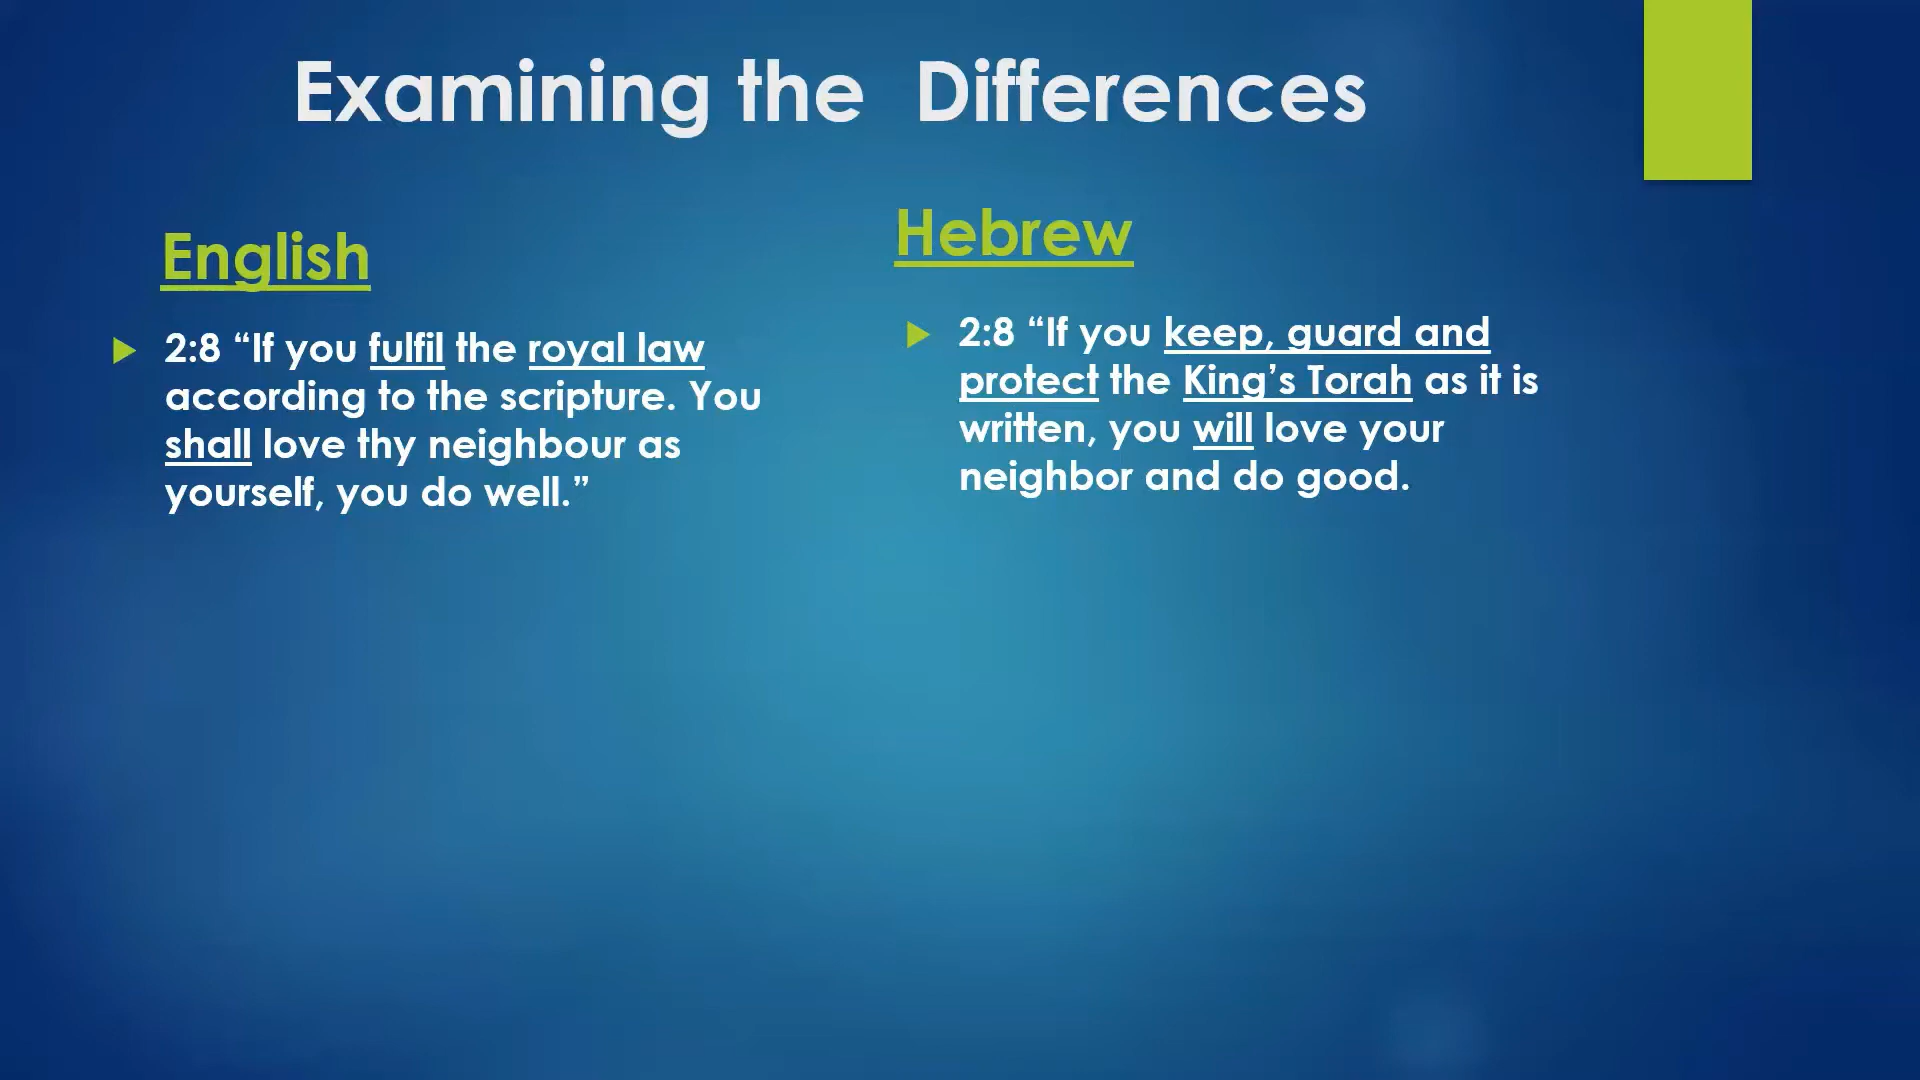 Examining the Differences
English
2:8 “If you fulfil the royal law
according to the scripture. You
shall love thy neighbour as
yourself, you do well.”
Hebrew
2:8 “If you keep, guard and
protect the King’s Torah as it is
written, you will love your
neighbor and do good.